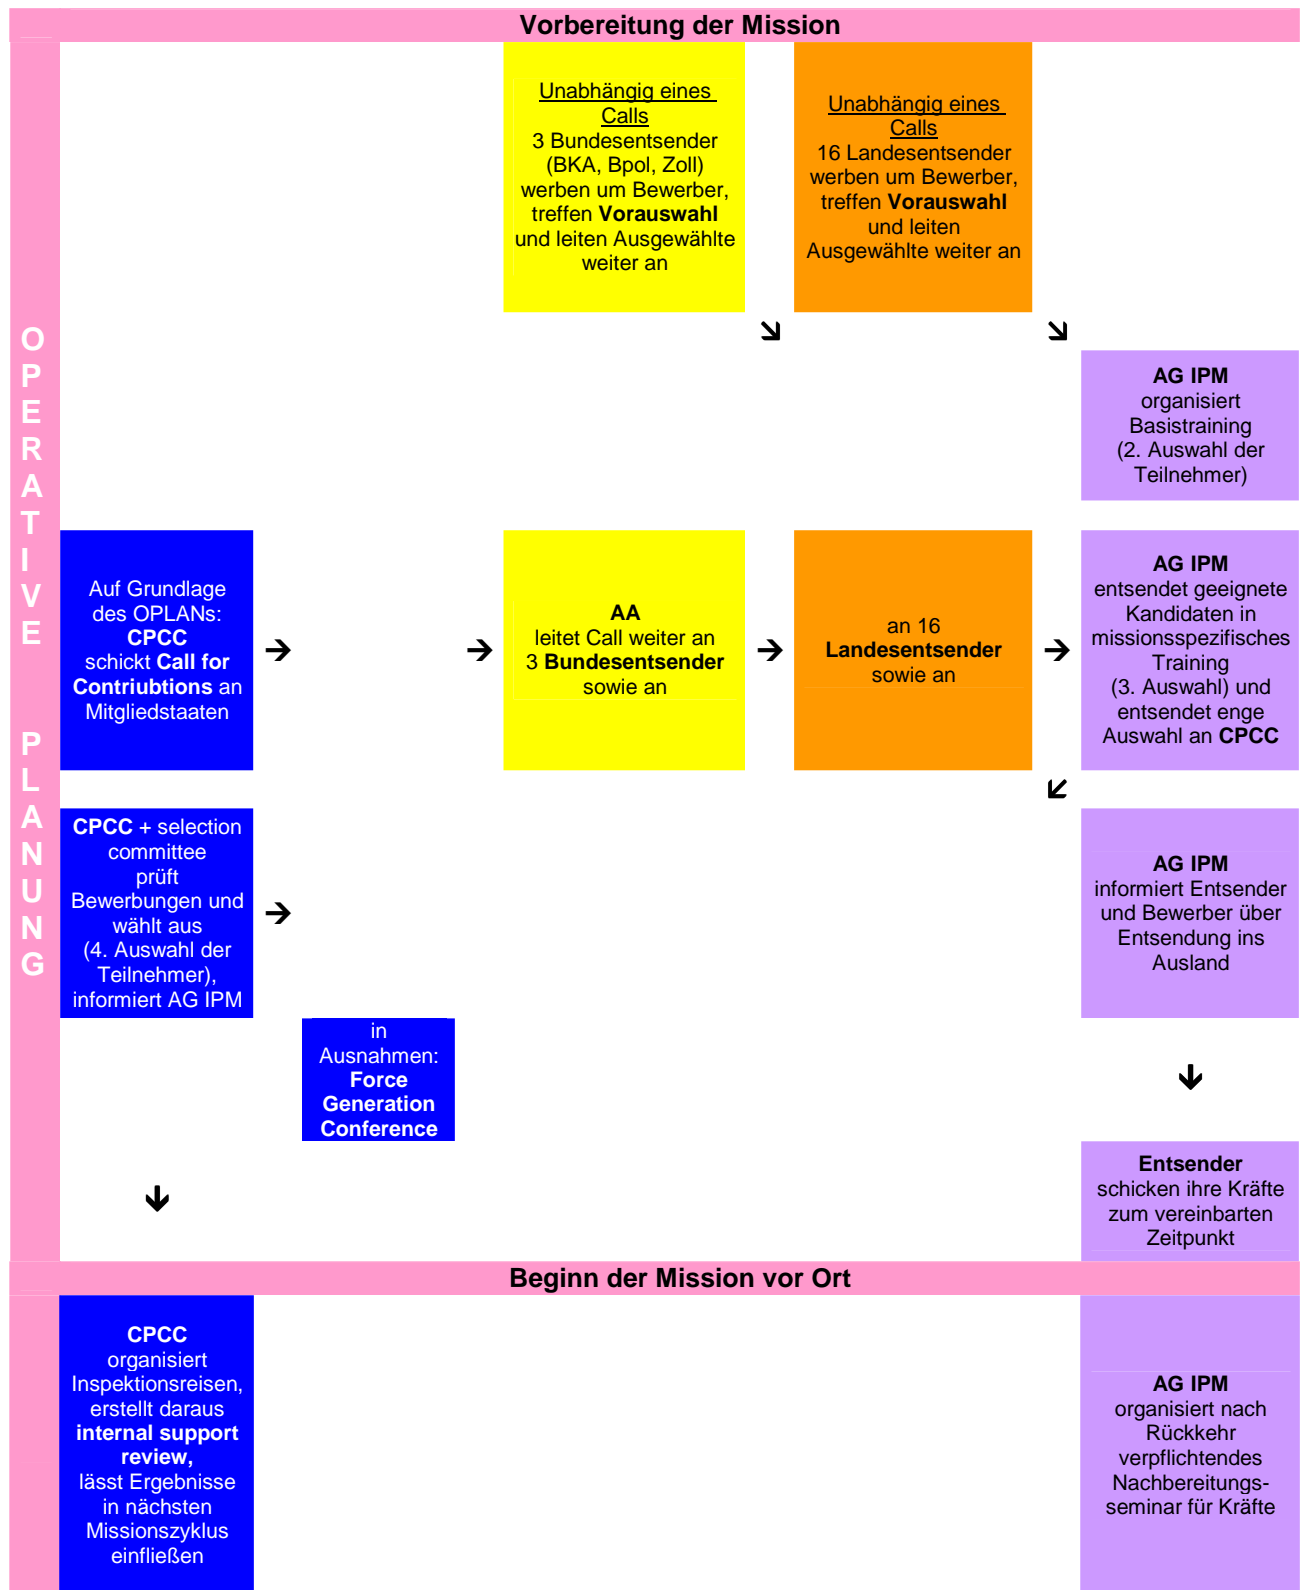 Vorbereitung der Mission
OPERATIVE PLANUNG
Unabhängig eines
Calls
3 Bundesentsender
(BKA, Bpol, Zoll)
werben um Bewerber,
treffen Vorauswahl
und leiten Ausgewählte
weiter an
Unabhängig eines
Calls
16 Landesentsender
werben um Bewerber,
treffen Vorauswahl
und leiten
Ausgewählte weiter an
AG IPM
organisiert
Basistraining
(2. Auswahl der
Teilnehmer)
Auf Grundlage
des OPLANs:
CPCC
schickt Call for
Contriubtions an
Mitgliedstaaten
AA
leitet Call weiter an
3 Bundesentsender
sowie an
an 16
Landesentsender
sowie an
AG IPM
entsendet geeignete
Kandidaten in
missionsspezifisches
Training
(3. Auswahl) und
entsendet enge
Auswahl an CPCC
CPCC + selection
committee
prüft
Bewerbungen und
wählt aus
(4. Auswahl der
Teilnehmer),
informiert AG IPM
AG IPM
informiert Entsender
und Bewerber über
Entsendung ins
Ausland
in
Ausnahmen:
Force
Generation
Conference
Entsender
schicken ihre Kräfte
zum vereinbarten
Zeitpunkt
Beginn der Mission vor Ort
CPCC
organisiert
Inspektionsreisen,
erstellt daraus
internal support
review,
lässt Ergebnisse
in nächsten
Missionszyklus
einfließen
AG IPM
organisiert nach
Rückkehr
verpflichtendes
Nachbereitungs-
seminar für Kräfte